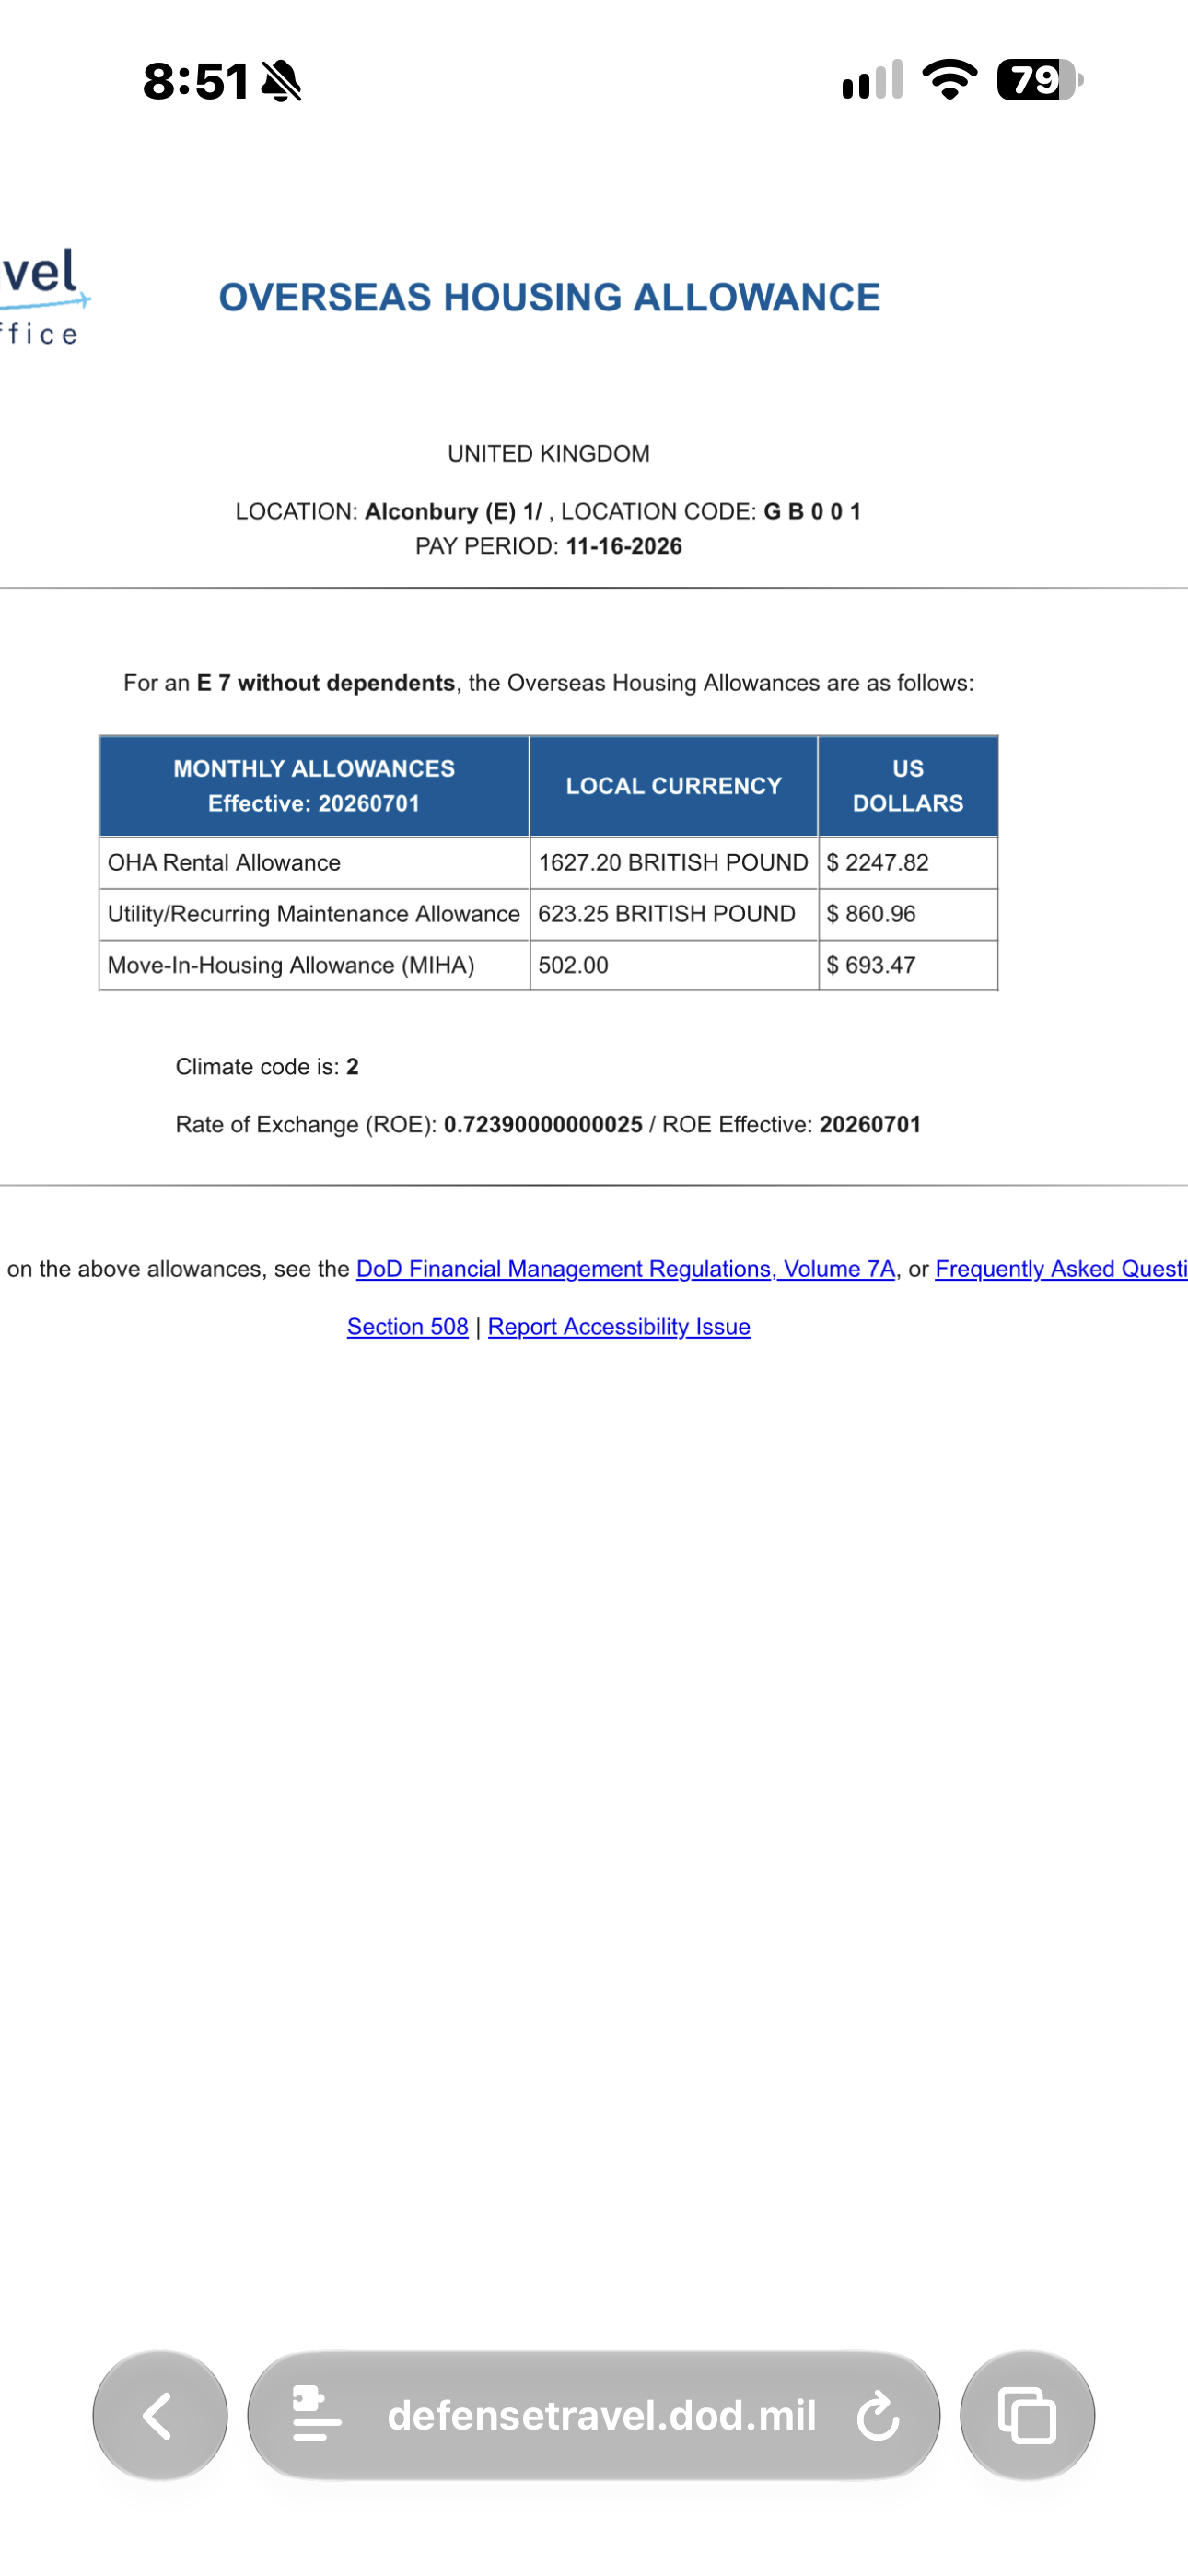 8:51
79
vel
ffice
OVERSEAS HOUSING ALLOWANCE
UNITED KINGDOM
LOCATION: Alconbury (E) 1/ , LOCATION CODE: G B 0 0 1
PAY PERIOD: 11-16-2026
For an E 7 without dependents, the Overseas Housing Allowances are as follows:
MONTHLY ALLOWANCES
Effective: 20260701
LOCAL CURRENCY
US
DOLLARS
OHA Rental Allowance 1627.20 BRITISH POUND $ 2247.82
Utility/Recurring Maintenance Allowance 623.25 BRITISH POUND $ 860.96
Move-In-Housing Allowance (MIHA) 502.00 $ 693.47
Climate code is: 2
Rate of Exchange (ROE): 0.72390000000025 / ROE Effective: 20260701
on the above allowances, see the DoD Financial Management Regulations, Volume 7A, or Frequently Asked Questi
Section 508 | Report Accessibility Issue
defensetravel.dod.mil